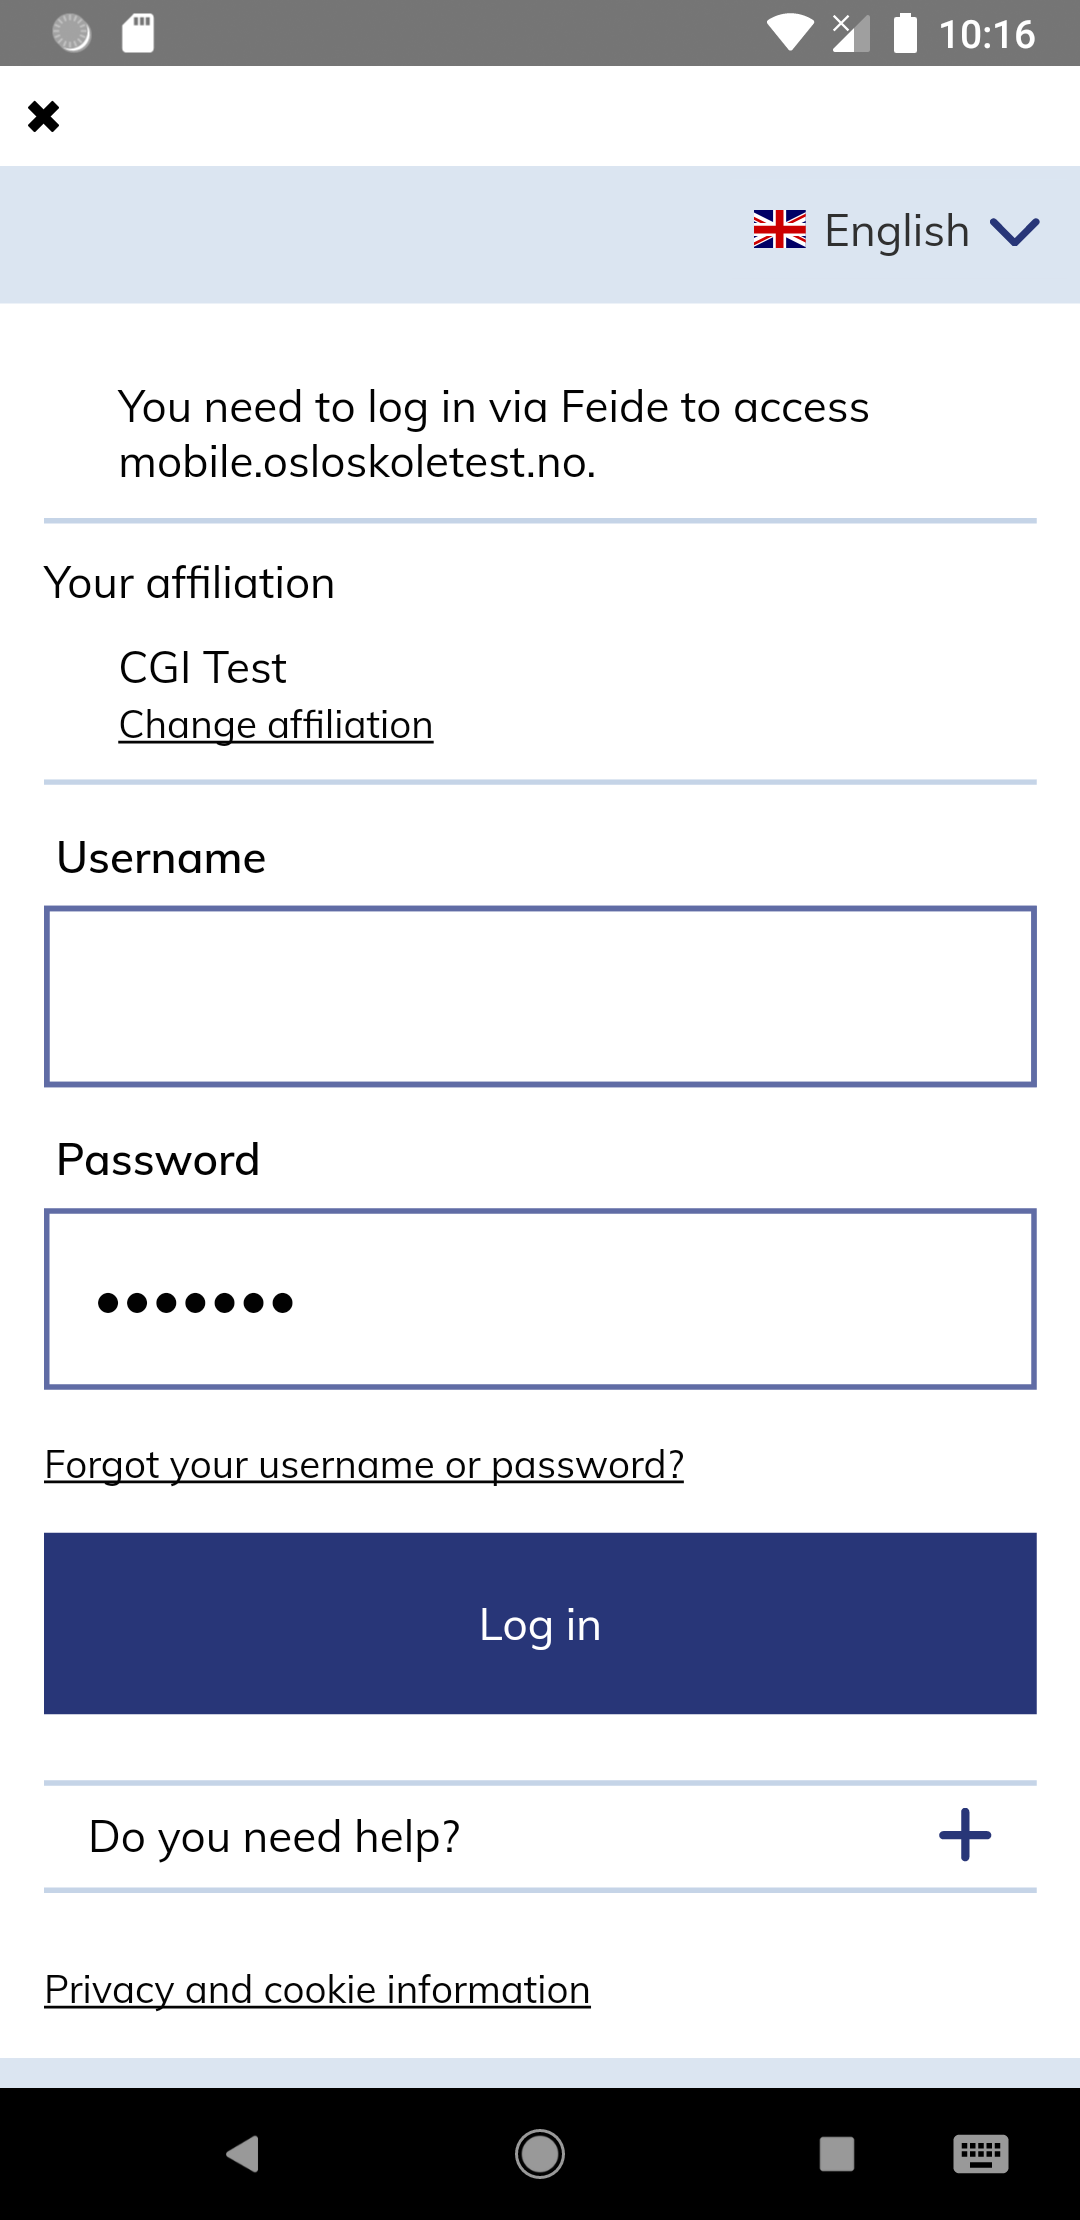 10:16
English
You need to log in via Feide to access
mobile.osloskoletest.no.
Your affiliation
CGI Test
Change affiliation
Username
Password
•••••••
Forgot your username or password?
Log in
Do you need help?
Privacy and cookie information